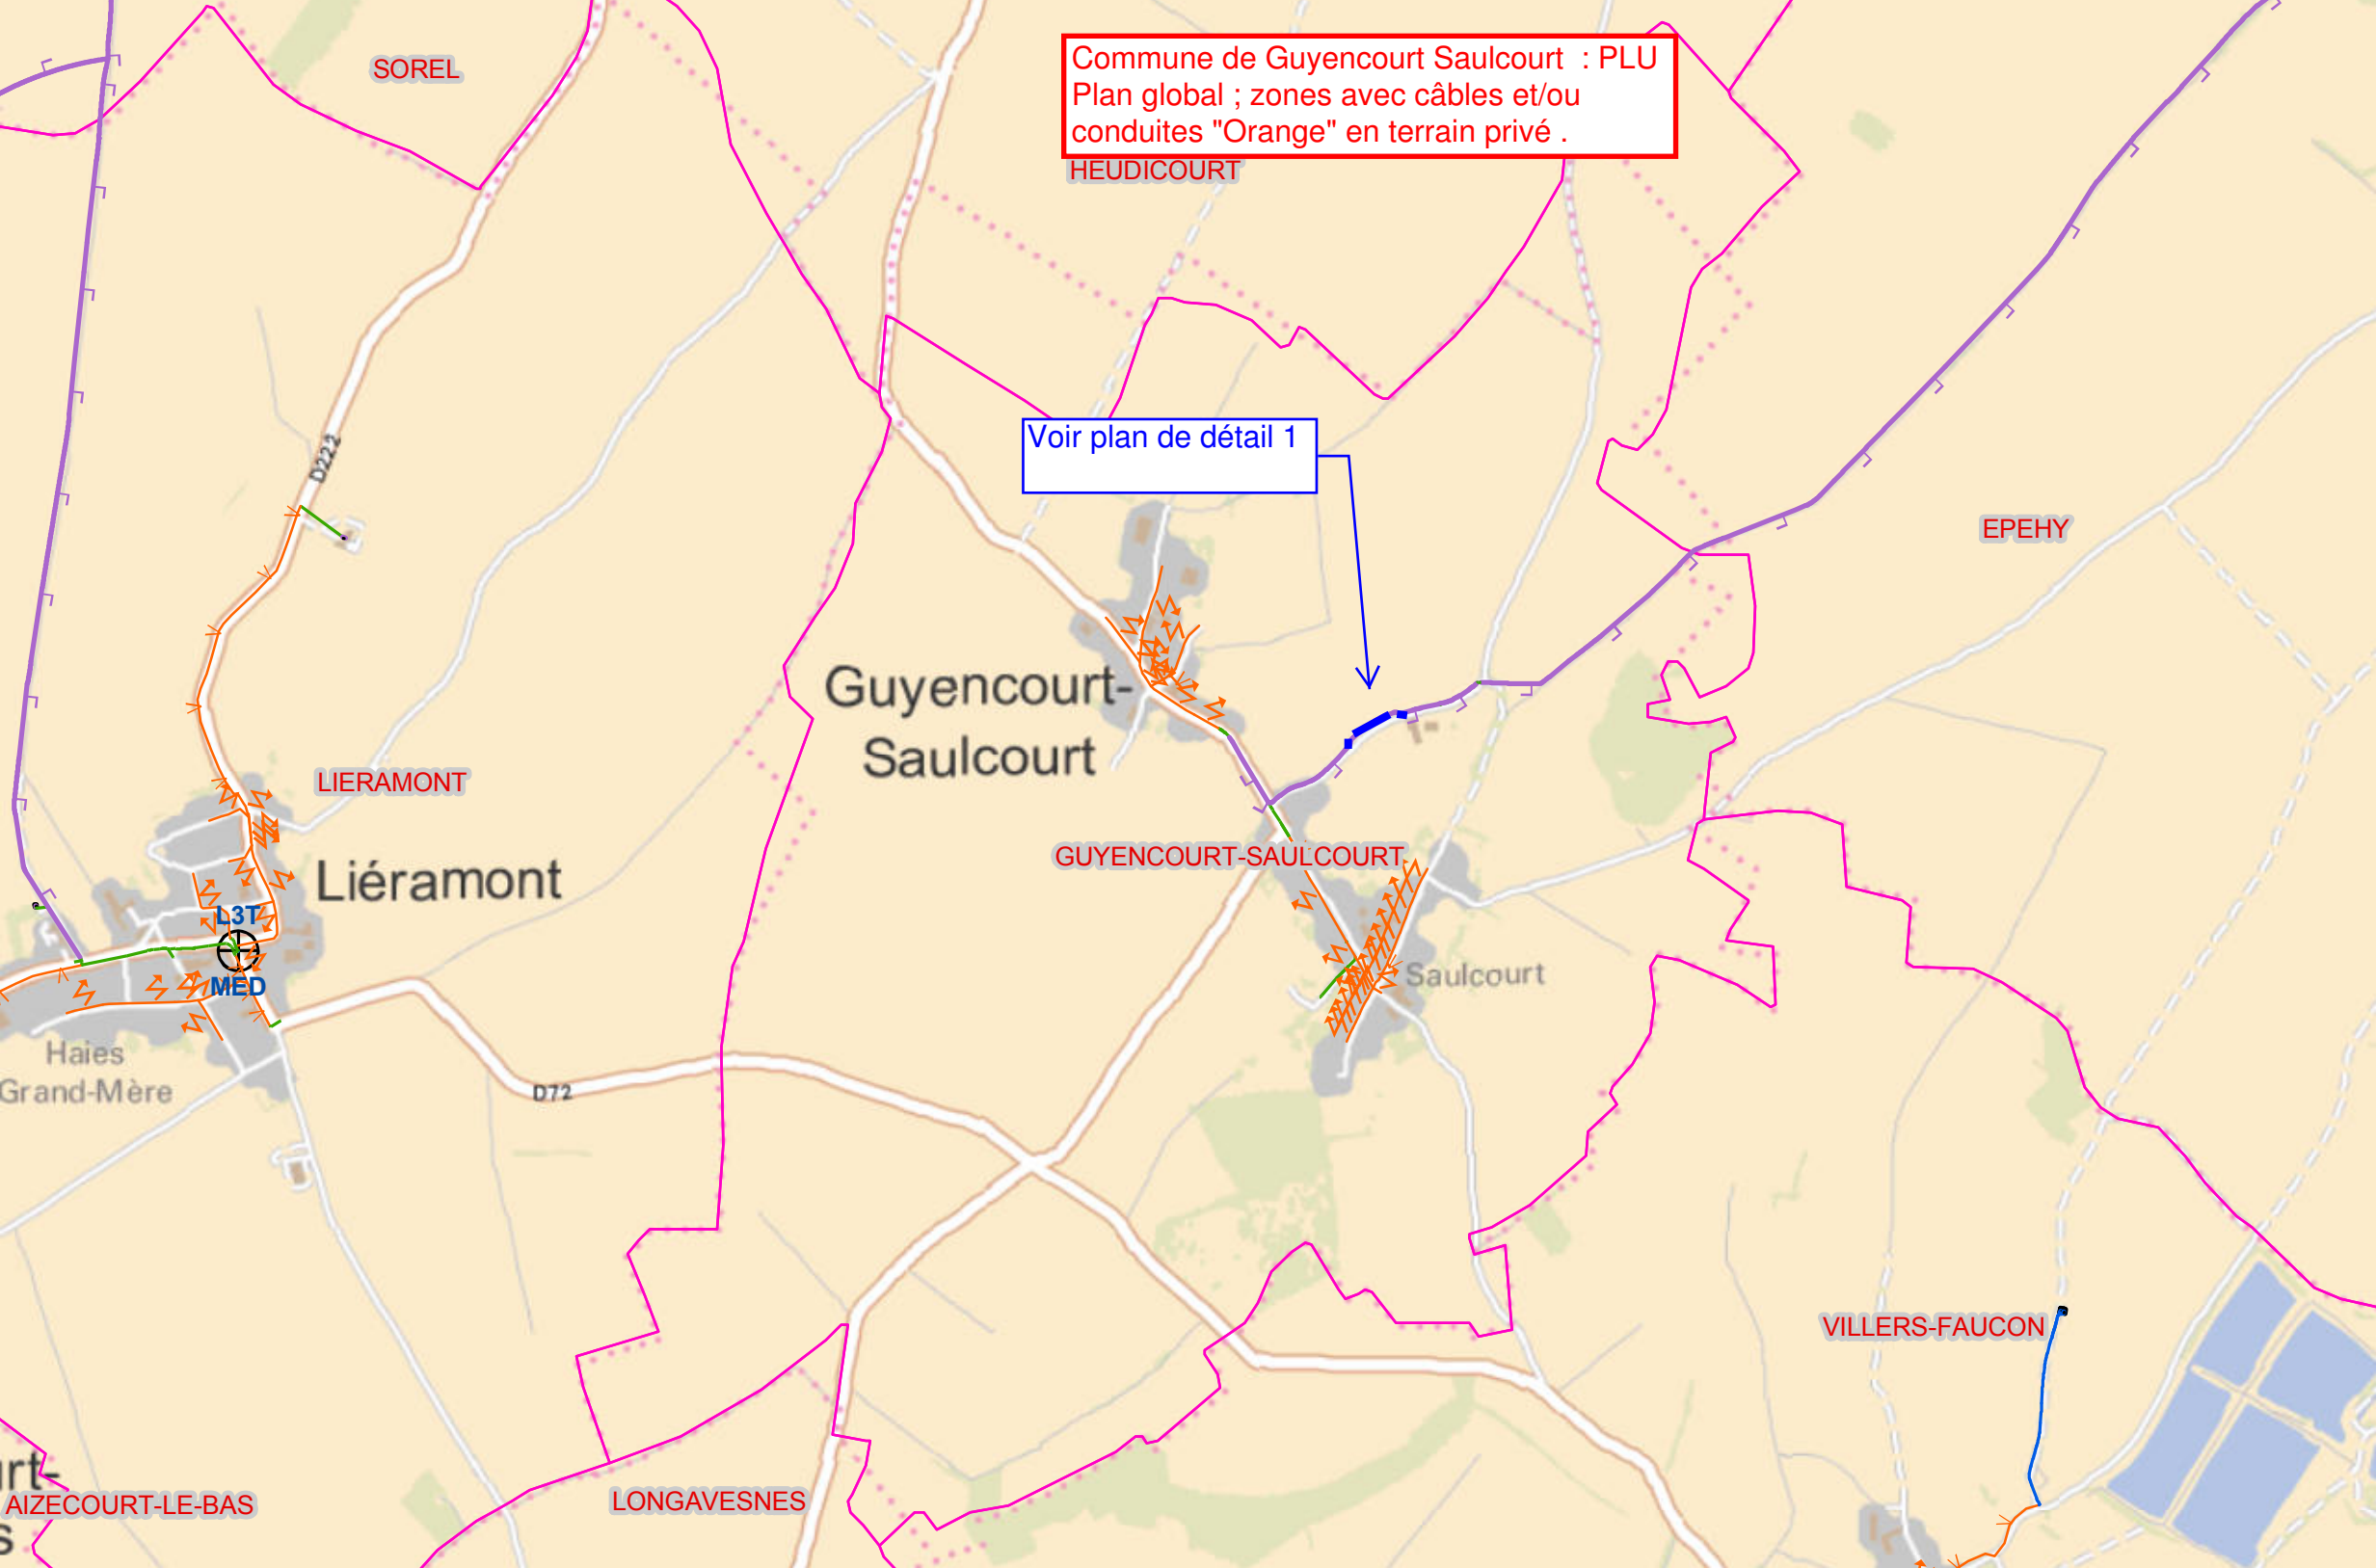 SOREL
Commune de Guyencourt Saulcourt  : PLU
Plan global ; zones avec câbles et/ou
conduites "Orange" en terrain privé .
HEUDICOURT
D222
Voir plan de détail 1
EPEHY
Guyencourt-
Saulcourt
LIERAMONT
Liéramont
GUYENCOURT-SAULCOURT
L3T
MED
Saulcourt
Haies
Grand-Mère
D72
VILLERS-FAUCON
urt-
AIZECOURT-LE-BAS
s
LONGAVESNES